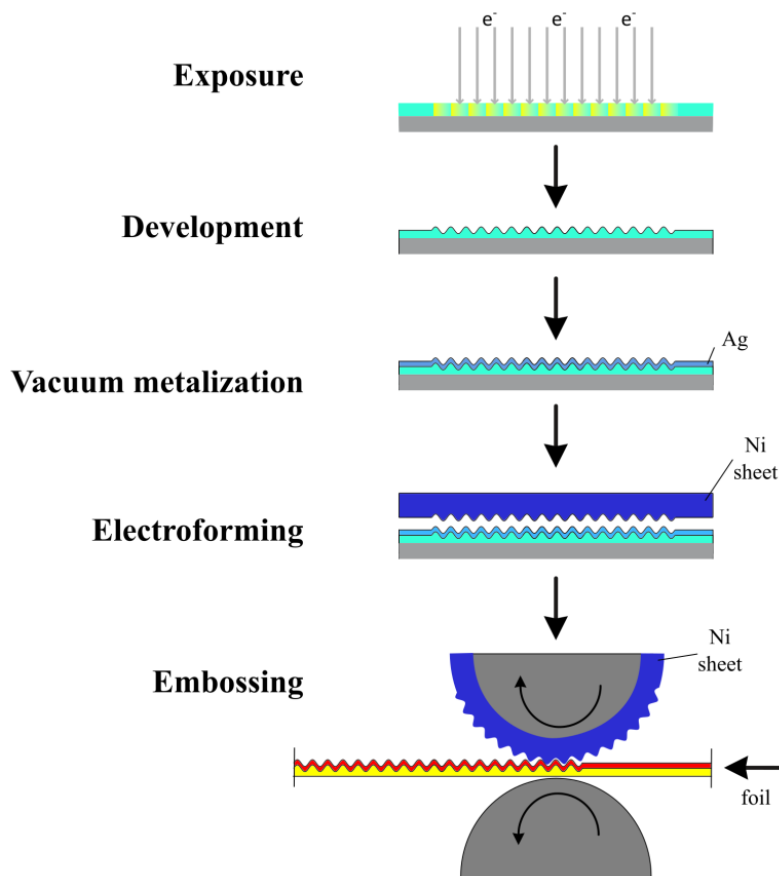 e⁻ e⁻ e⁻
Exposure
Development
Ag
Vacuum metalization
Ni
sheet
Electroforming
Ni
sheet
Embossing
foil